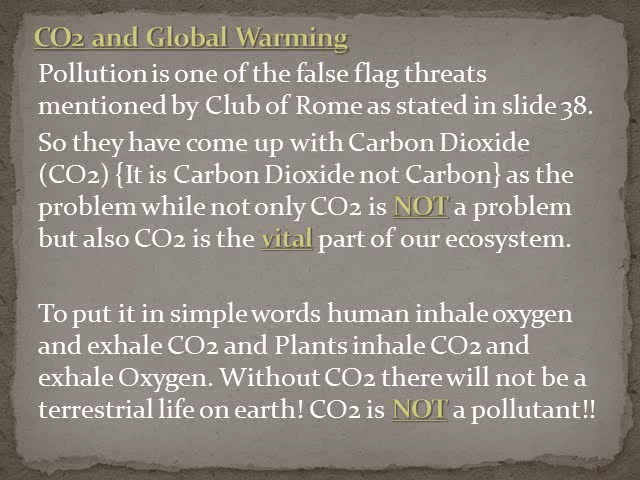 CO2 and Global Warming
Pollution is one of the false flag threats
mentioned by Club of Rome as stated in slide 38.
So they have come up with Carbon Dioxide
(CO2) {It is Carbon Dioxide not Carbon} as the
problem while not only CO2 is NOT a problem
but also CO2 is the vital part of our ecosystem.
To put it in simple words human inhale oxygen
and exhale CO2 and Plants inhale CO2 and
exhale Oxygen. Without CO2 there will not be a
terrestrial life on earth! CO2 is NOT a pollutant!!